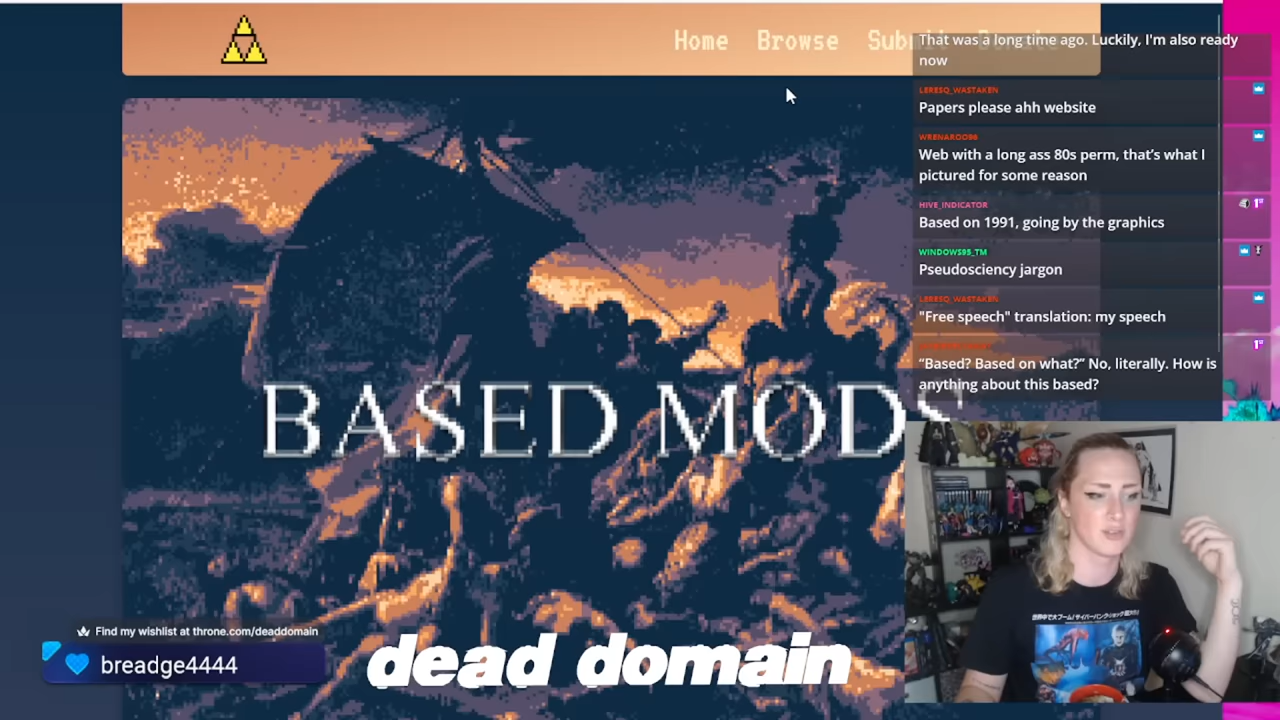 Home Browse
That was a long time ago. Luckily, I'm also ready
now
LERESQ_WASTAKEN
Papers please ahh website
WRENAROO96
Web with a long ass 80s perm, that's what I
pictured for some reason
HIVE_INDICATOR
Based on 1991, going by the graphics
WINDOWS95_TM
Pseudosciency jargon
LERESQ_WASTAKEN
"Free speech" translation: my speech
“Based? Based on what?” No, literally. How is
anything about this based?
BASED MODS
Find my wishlist at throne.com/deaddomain
breadge4444
dead domain